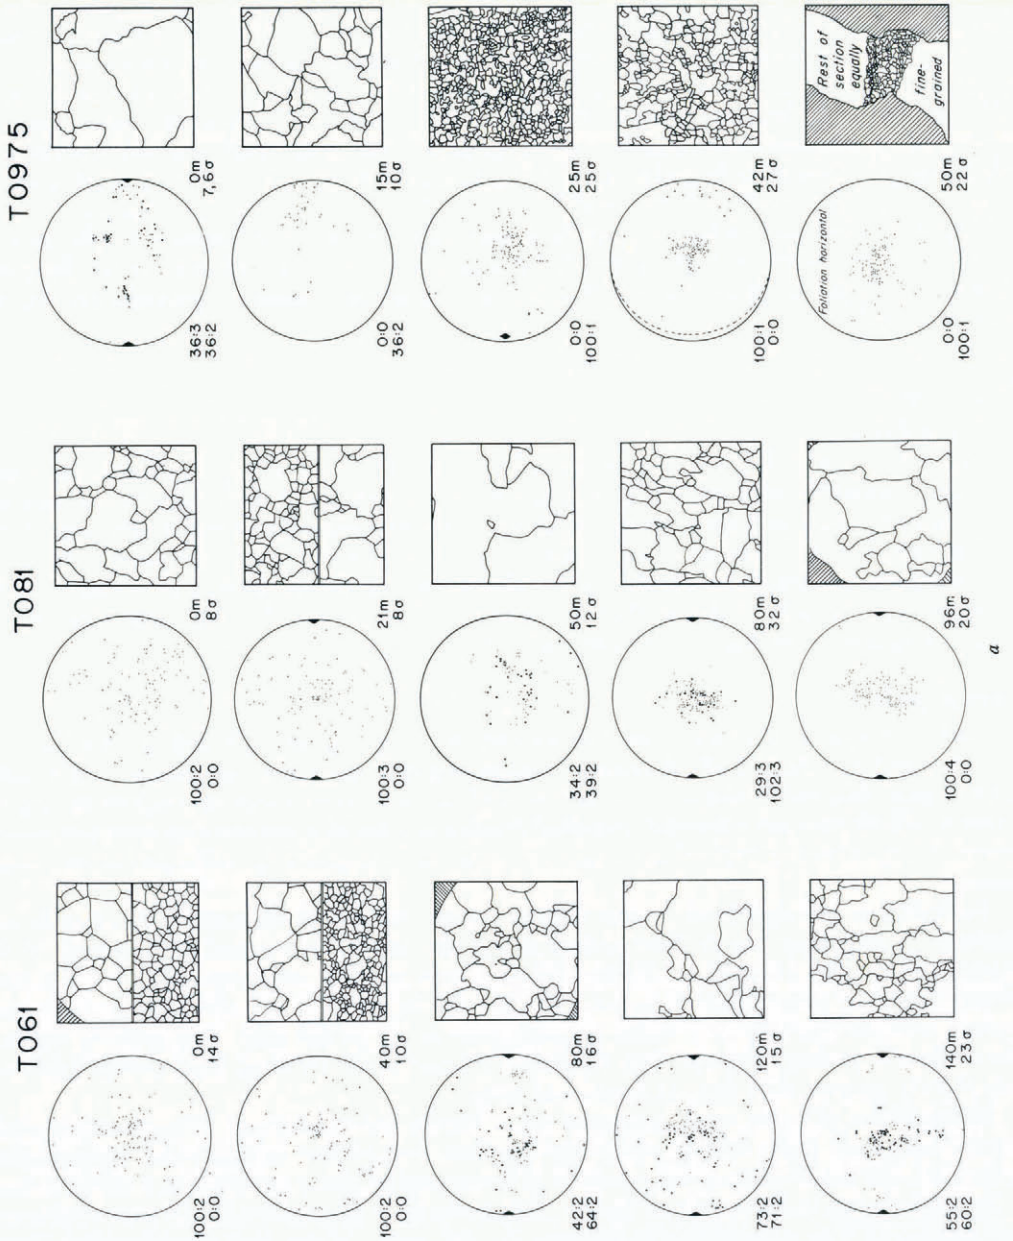 T061
100:2
0:0
0m
14σ
100:2
0:0
40m
10σ
42:2
64:2
80m
16σ
73:2
71:2
120m
15σ
55:2
60:2
140m
23σ
T081
100:2
0:0
0m
8σ
100:3
0:0
21m
8σ
34:2
39:2
50m
12σ
29:3
102:3
80m
32σ
100:4
0:0
96m
20σ
T0975
36:3
36:2
0m
7,6σ
0:0
36:2
15m
10σ
0:0
100:1
25m
25σ
100:1
0:0
42m
27σ
Foliation horizontal
0:0
100:1
50m
22σ
Rest of
section
equally
fine-
grained
a